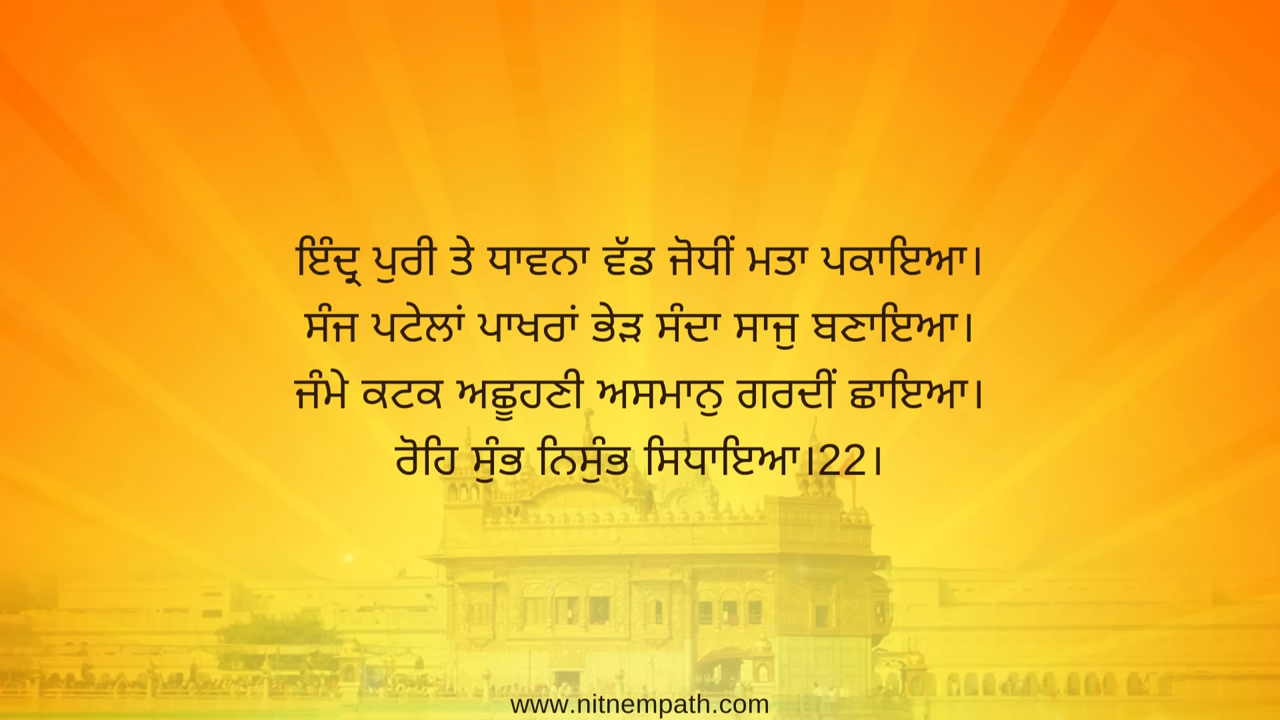 ਇੰਦ੍ਰ ਪੁਰੀ ਤੇ ਧਾਵਨਾ ਵੱਡ ਜੋਧੀਂ ਮਤਾ ਪਕਾਇਆ।
ਸੰਜ ਪਟੇਲਾਂ ਪਾਖਰਾਂ ਭੇੜ ਸੰਦਾ ਸਾਜੁ ਬਣਾਇਆ।
ਜੰਮੇ ਕਟਕ ਅਛੂਹਣੀ ਅਸਮਾਨੁ ਗਰਦੀਂ ਛਾਇਆ।
ਰੋਹਿ ਸੁੰਭ ਨਿਸੁੰਭ ਸਿਧਾਇਆ।22।
www.nitnempath.com